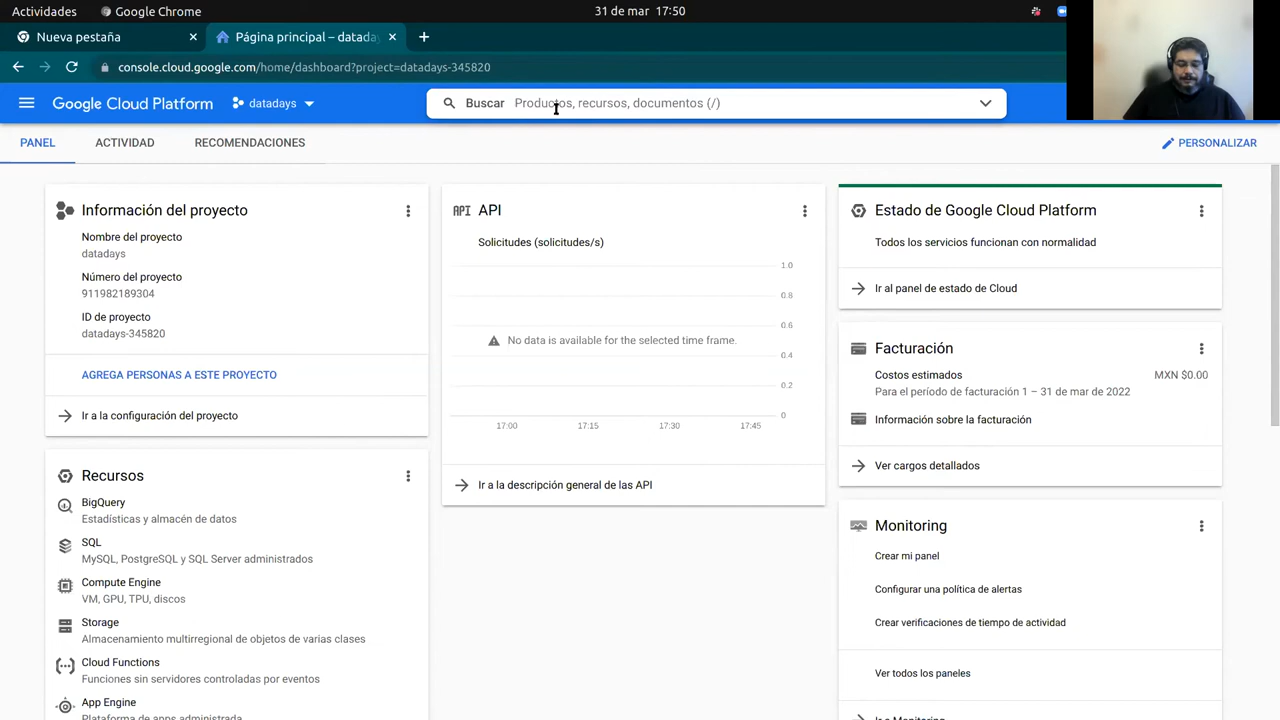 Actividades
Google Chrome
31 de mar 17:50
Nueva pestaña
Página principal – datada
console.cloud.google.com/home/dashboard?project=datadays-345820
Google Cloud Platform
datadays
Buscar Productos, recursos, documentos (/)
PANEL
ACTIVIDAD
RECOMENDACIONES
PERSONALIZAR
Información del proyecto
Nombre del proyecto
datadays
Número del proyecto
911982189304
ID de proyecto
datadays-345820
AGREGA PERSONAS A ESTE PROYECTO
Ir a la configuración del proyecto
Recursos
BigQuery
Estadísticas y almacén de datos
SQL
MySQL, PostgreSQL y SQL Server administrados
Compute Engine
VM, GPU, TPU, discos
Storage
Almacenamiento multirregional de objetos de varias clases
Cloud Functions
Funciones sin servidores controladas por eventos
App Engine
Plataforma de apps administrada
API API
Solicitudes (solicitudes/s)
1.0
0.8
0.6
No data is available for the selected time frame.
0.4
0.2
0
17:00 17:15 17:30 17:45
Ir a la descripción general de las API
Estado de Google Cloud Platform
Todos los servicios funcionan con normalidad
Ir al panel de estado de Cloud
Facturación
Costos estimados MXN $0.00
Para el período de facturación 1 – 31 de mar de 2022
Información sobre la facturación
Ver cargos detallados
Monitoring
Crear mi panel
Configurar una política de alertas
Crear verificaciones de tiempo de actividad
Ver todos los paneles
Ir a Monitoring